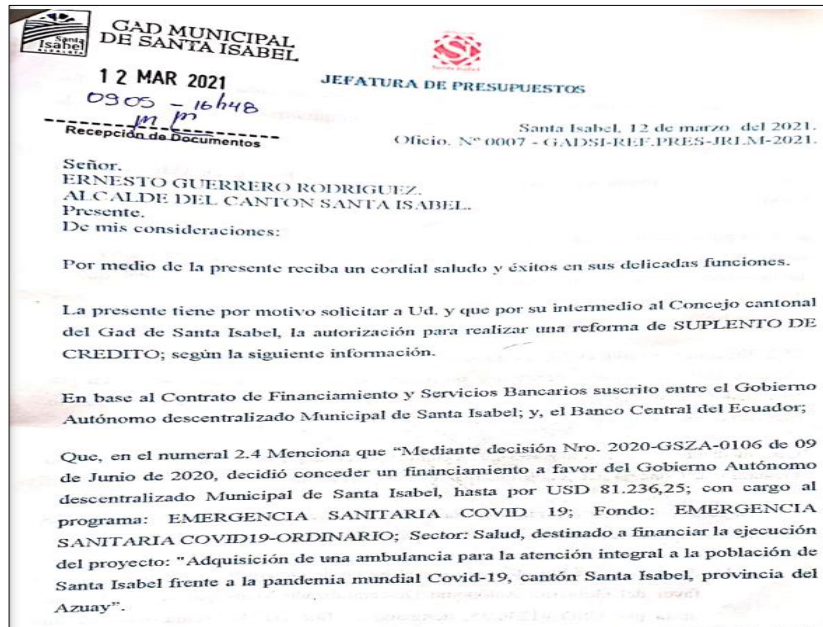 Santa
Isabel
ALCALDÍA
GAD MUNICIPAL
DE SANTA ISABEL
12 MAR 2021
0905 - 16h48
Recepción de Documentos
JEFATURA DE PRESUPUESTOS
Santa Isabel, 12 de marzo del 2021.
Oficio. Nº 0007 - GADSI-REF.PRES-JRLM-2021.
Señor.
ERNESTO GUERRERO RODRIGUEZ.
ALCALDE DEL CANTON SANTA ISABEL.
Presente.
De mis consideraciones:
Por medio de la presente reciba un cordial saludo y éxitos en sus delicadas funciones.
La presente tiene por motivo solicitar a Ud. y que por su intermedio al Concejo cantonal
del Gad de Santa Isabel, la autorización para realizar una reforma de SUPLENTO DE
CREDITO; según la siguiente información.
En base al Contrato de Financiamiento y Servicios Bancarios suscrito entre el Gobierno
Autónomo descentralizado Municipal de Santa Isabel; y, el Banco Central del Ecuador;
Que, en el numeral 2.4 Menciona que “Mediante decisión Nro. 2020-GSZA-0106 de 09
de Junio de 2020, decidió conceder un financiamiento a favor del Gobierno Autónomo
descentralizado Municipal de Santa Isabel, hasta por USD 81.236,25; con cargo al
programa: EMERGENCIA SANITARIA COVID 19; Fondo: EMERGENCIA
SANITARIA COVID19-ORDINARIO; Sector: Salud, destinado a financiar la ejecución
del proyecto: "Adquisición de una ambulancia para la atención integral a la población de
Santa Isabel frente a la pandemia mundial Covid-19, cantón Santa Isabel, provincia del
Azuay”.